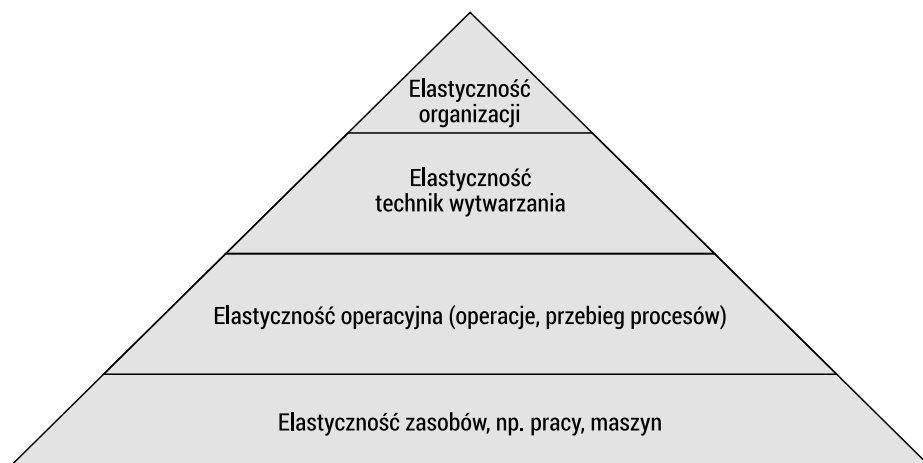 Elastyczność
organizacji
Elastyczność
technik wytwarzania
Elastyczność operacyjna (operacje, przebieg procesów)
Elastyczność zasobów, np. pracy, maszyn